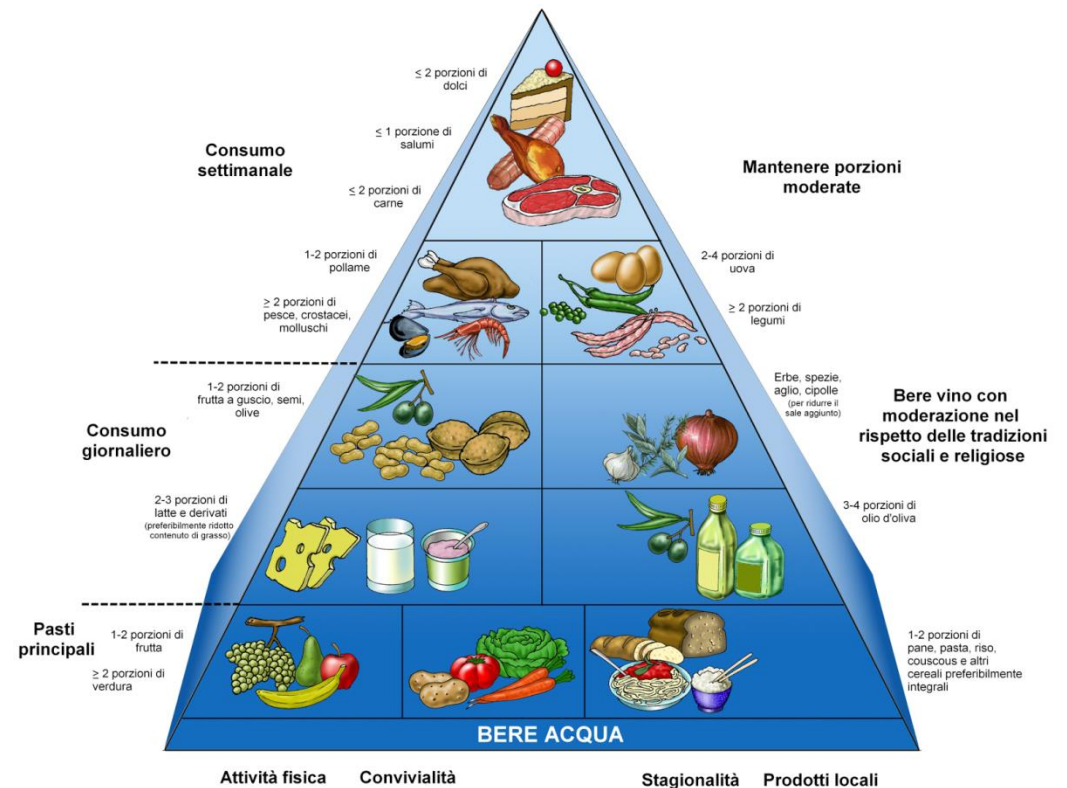 ≤ 2 porzioni di
dolci
≤ 1 porzione di
salumi
Consumo
settimanale
≤ 2 porzioni di
carne
Mantenere porzioni
moderate
1-2 porzioni di
pollame
2-4 porzioni di
uova
≥ 2 porzioni di
pesce, crostacei,
molluschi
≥ 2 porzioni di
legumi
1-2 porzioni di
frutta a guscio, semi,
olive
Erbe, spezie,
aglio, cipolle
(per ridurre il
sale aggiunto)
Consumo
giornaliero
Bere vino con
moderazione nel
rispetto delle tradizioni
sociali e religiose
2-3 porzioni di
latte e derivati
(preferibilmente ridotto
contenuto di grasso)
3-4 porzioni di
olio d'oliva
Pasti
principali
1-2 porzioni di
frutta
≥ 2 porzioni di
verdura
1-2 porzioni di
pane, pasta, riso,
couscous e altri
cereali preferibilmente
integrali
BERE ACQUA
Attività fisica
Convivialità
Stagionalità
Prodotti locali